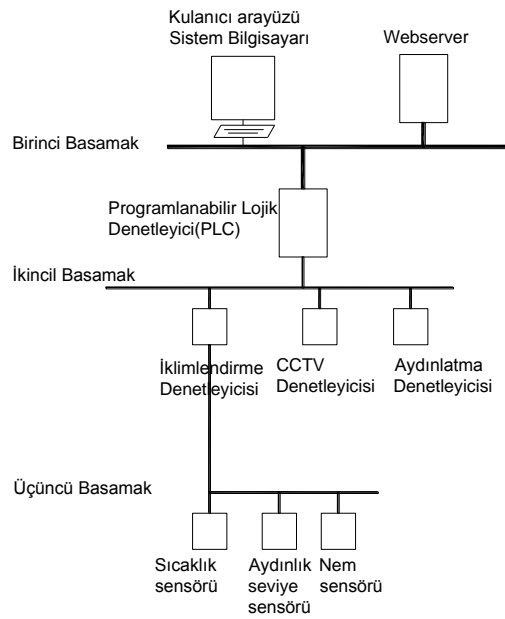 Kulanıcı arayüzü
Sistem Bilgisayarı
Webserver
Birinci Basamak
Programlanabilir Lojik
Denetleyici(PLC)
İkincil Basamak
İklimlendirme
Denetleyicisi
CCTV
Denetleyicisi
Aydınlatma
Denetleyicisi
Üçüncü Basamak
Sıcaklık
sensörü
Aydınlık
seviye
sensörü
Nem
sensörü